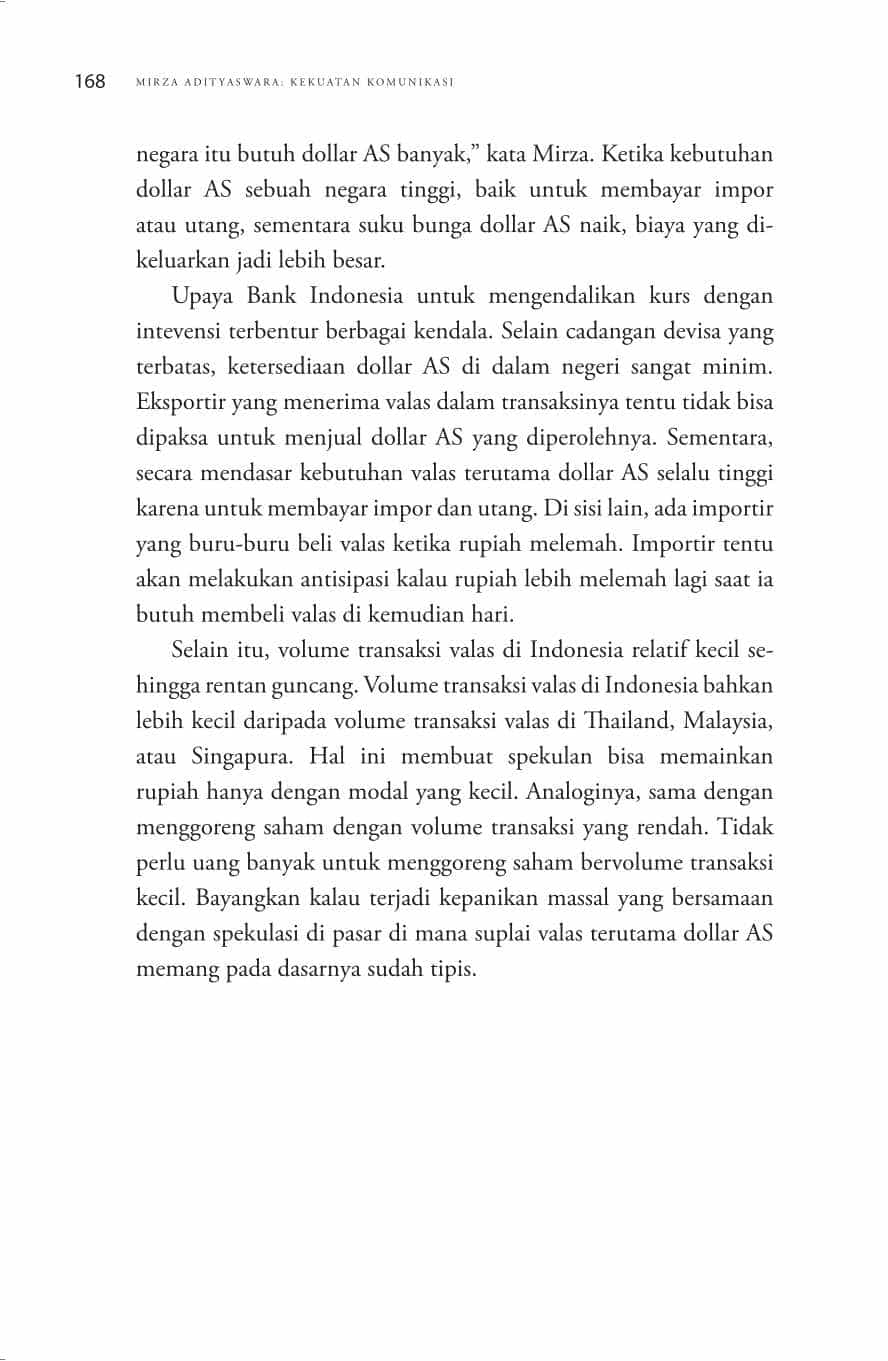 168 MIRZA ADITYASWARA: KEKUATAN KOMUNIKASI
negara itu butuh dollar AS banyak,” kata Mirza. Ketika kebutuhan
dollar AS sebuah negara tinggi, baik untuk membayar impor
atau utang, sementara suku bunga dollar AS naik, biaya yang di-
keluarkan jadi lebih besar.
Upaya Bank Indonesia untuk mengendalikan kurs dengan
intevensi terbentur berbagai kendala. Selain cadangan devisa yang
terbatas, ketersediaan dollar AS di dalam negeri sangat minim.
Eksportir yang menerima valas dalam transaksinya tentu tidak bisa
dipaksa untuk menjual dollar AS yang diperolehnya. Sementara,
secara mendasar kebutuhan valas terutama dollar AS selalu tinggi
karena untuk membayar impor dan utang. Di sisi lain, ada importir
yang buru-buru beli valas ketika rupiah melemah. Importir tentu
akan melakukan antisipasi kalau rupiah lebih melemah lagi saat ia
butuh membeli valas di kemudian hari.
Selain itu, volume transaksi valas di Indonesia relatif kecil se-
hingga rentan guncang. Volume transaksi valas di Indonesia bahkan
lebih kecil daripada volume transaksi valas di Thailand, Malaysia,
atau Singapura. Hal ini membuat spekulan bisa memainkan
rupiah hanya dengan modal yang kecil. Analoginya, sama dengan
menggoreng saham dengan volume transaksi yang rendah. Tidak
perlu uang banyak untuk menggoreng saham bervolume transaksi
kecil. Bayangkan kalau terjadi kepanikan massal yang bersamaan
dengan spekulasi di pasar di mana suplai valas terutama dollar AS
memang pada dasarnya sudah tipis.